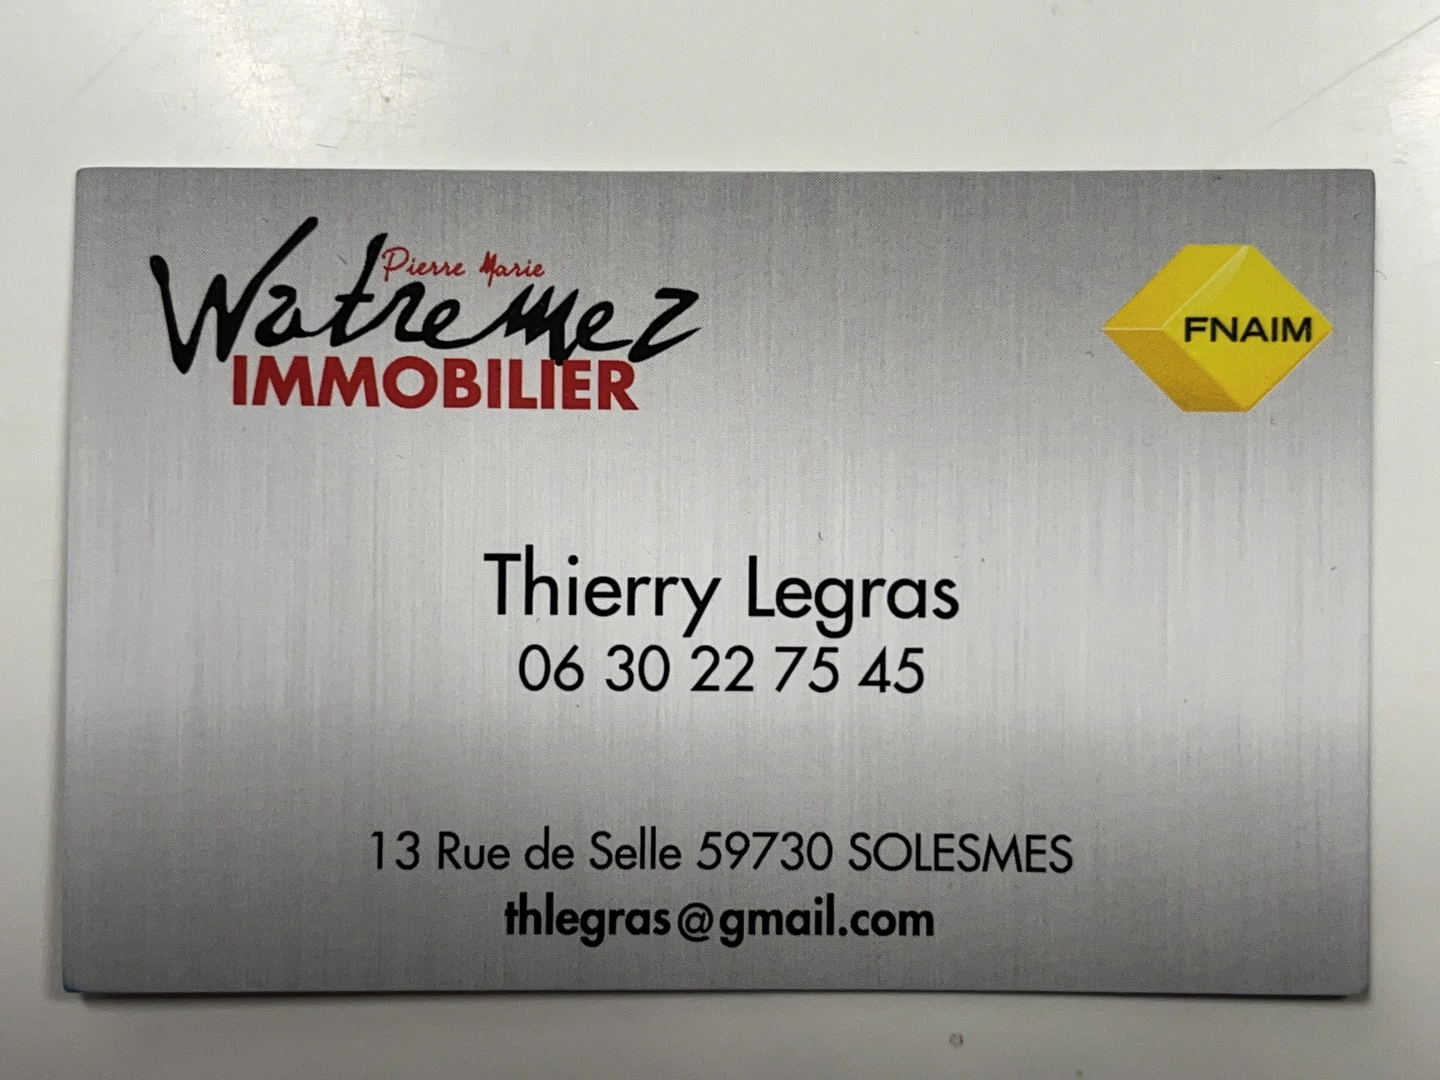 Pierre Marie
Watremez
IMMOBILIER
FNAIM
Thierry Legras
06 30 22 75 45
13 Rue de Selle 59730 SOLESMES
thlegras@gmail.com